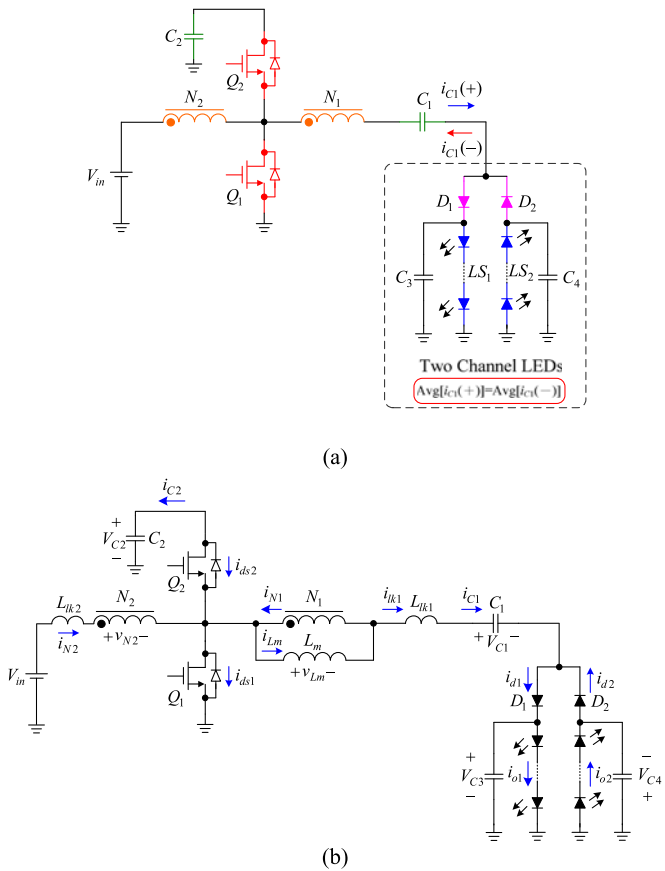 C2
Q2
N2
N1
C1
iC1(+)
iC1(−)
Vin
Q1
D1
D2
C3
LS1
LS2
C4
Two Channel LEDs
Avg[iC1(+)]=Avg[iC1(−)]
(a)
iC2
+
VC2
−
C2
Q2
ids2
Llk2
N2
iN2
+vN2−
iN1
N1
iLm
Lm
+vLm−
ilk1
Llk1
iC1
C1
+VC1−
Vin
Q1
ids1
id1
id2
D1
D2
+
VC3
−
io1
io2
−
VC4
+
(b)